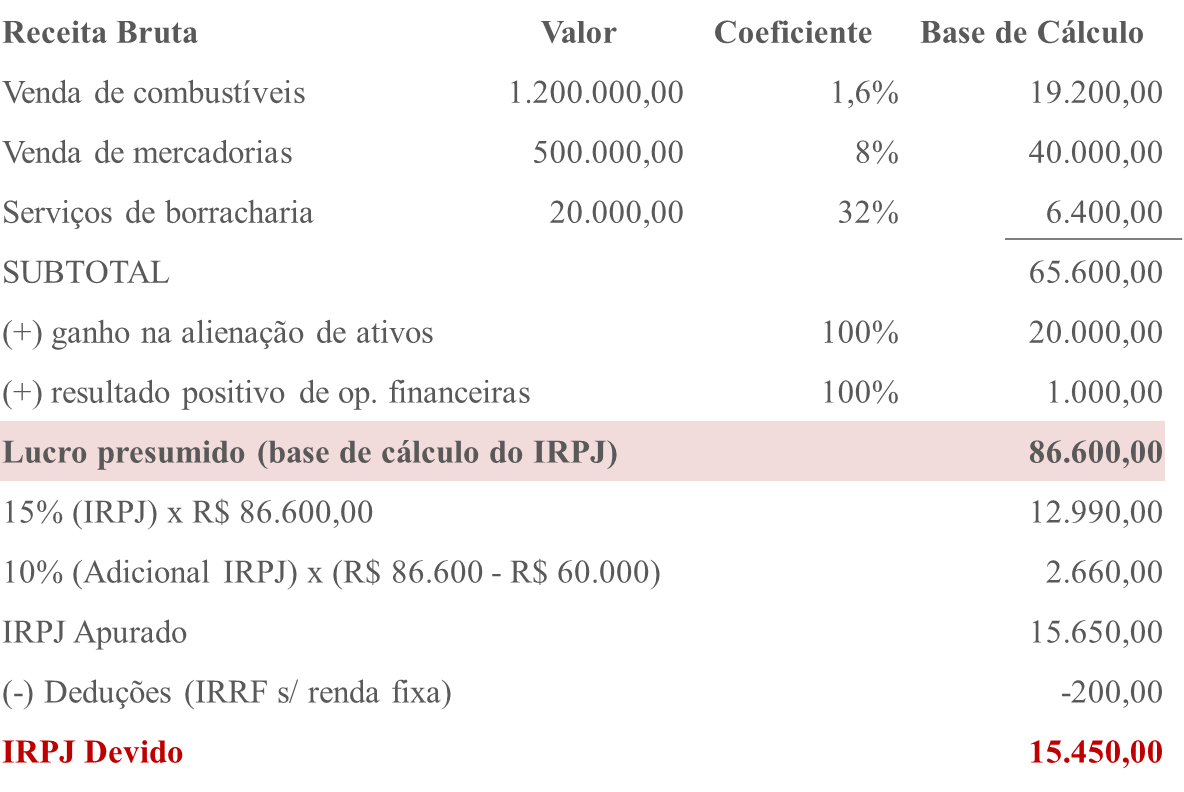 Receita Bruta Valor Coeficiente Base de Cálculo
Venda de combustíveis 1.200.000,00 1,6% 19.200,00
Venda de mercadorias 500.000,00 8% 40.000,00
Serviços de borracharia 20.000,00 32% 6.400,00
SUBTOTAL 65.600,00
(+) ganho na alienação de ativos 100% 20.000,00
(+) resultado positivo de op. financeiras 100% 1.000,00
Lucro presumido (base de cálculo do IRPJ) 86.600,00
15% (IRPJ) x R$ 86.600,00 12.990,00
10% (Adicional IRPJ) x (R$ 86.600 - R$ 60.000) 2.660,00
IRPJ Apurado 15.650,00
(-) Deduções (IRRF s/ renda fixa) -200,00
IRPJ Devido 15.450,00